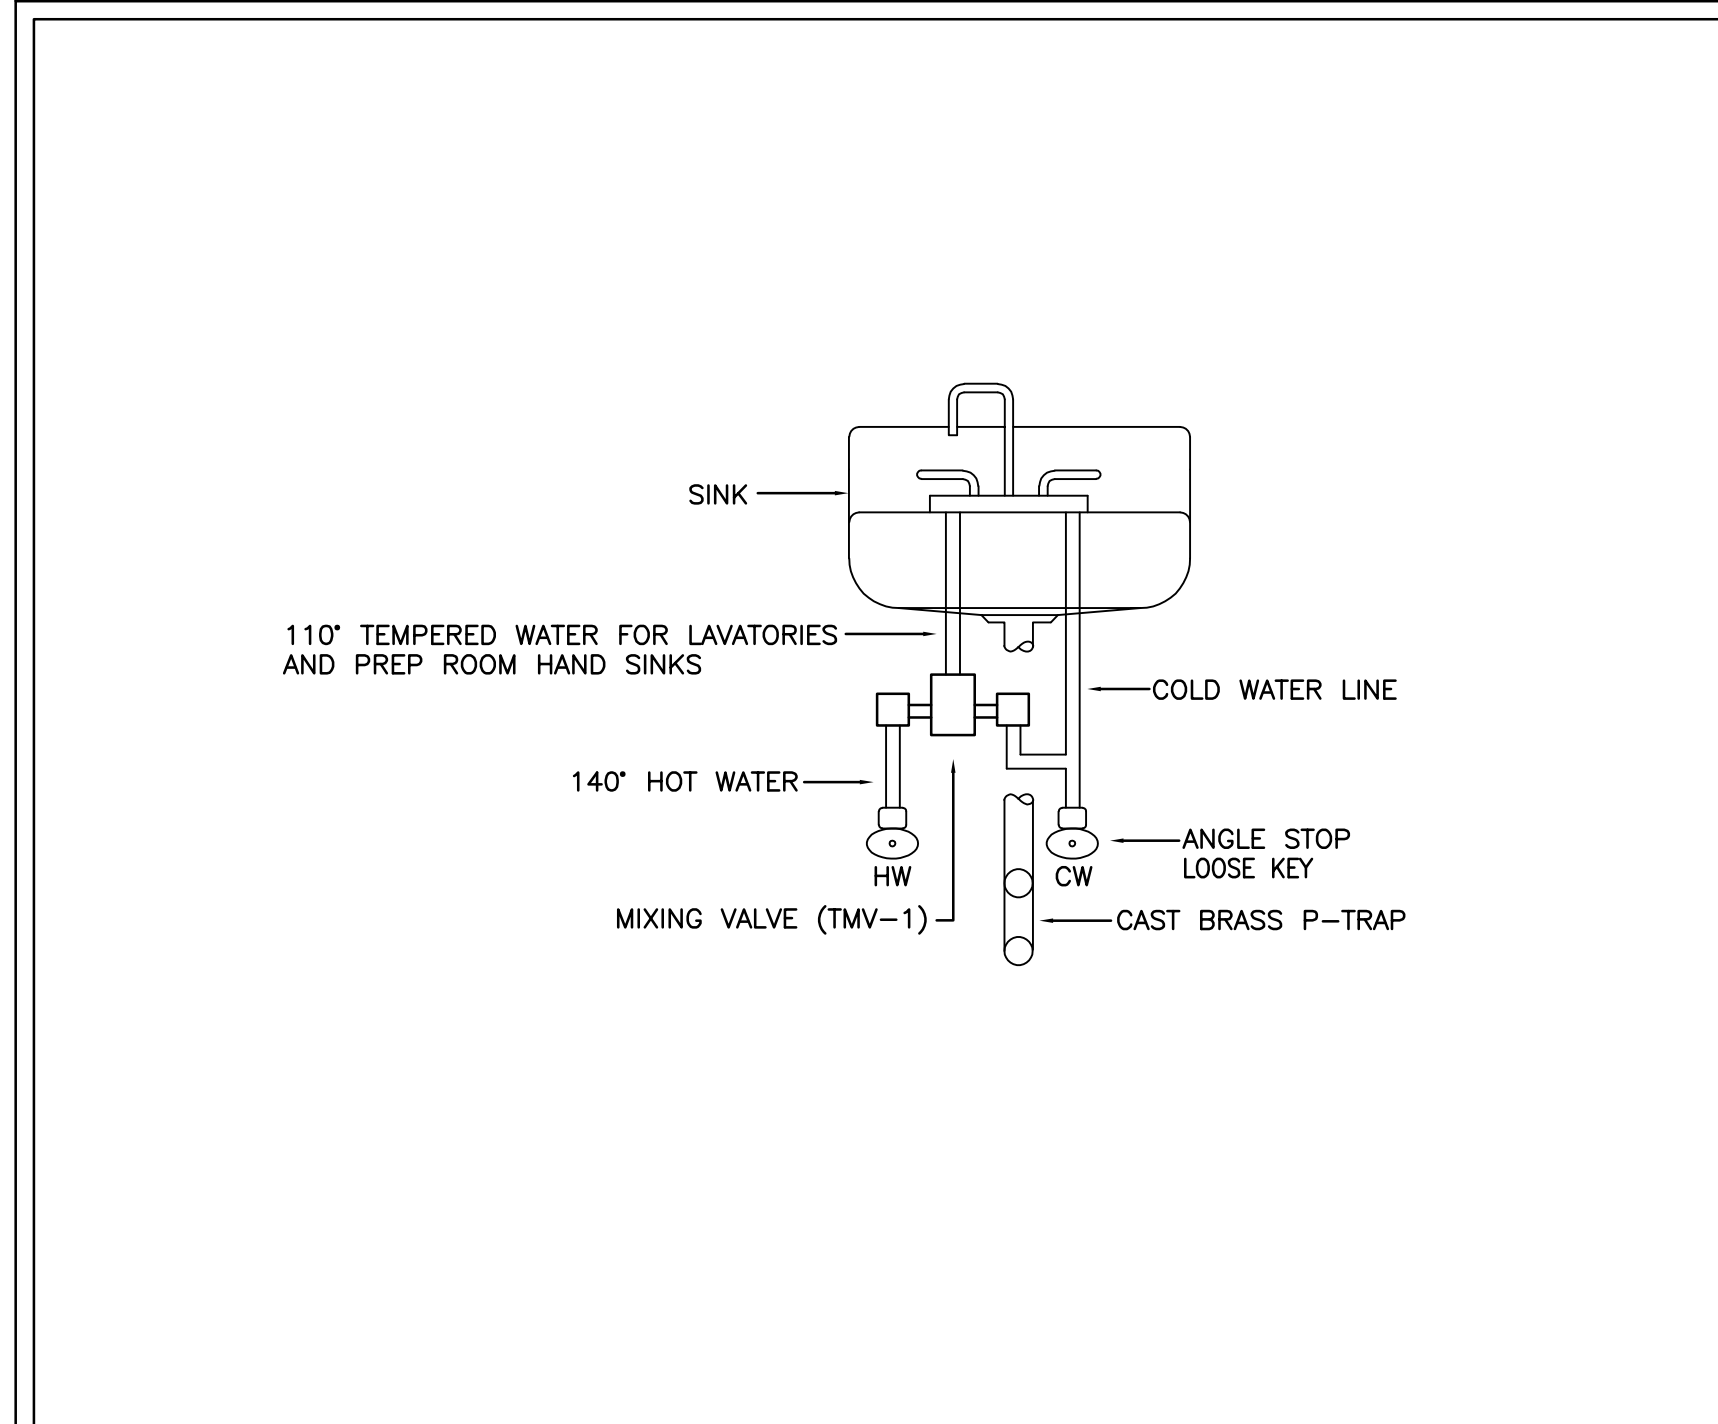 SINK
110° TEMPERED WATER FOR LAVATORIES
AND PREP ROOM HAND SINKS
COLD WATER LINE
140° HOT WATER
ANGLE STOP
LOOSE KEY
HW
CW
MIXING VALVE (TMV-1)
CAST BRASS P-TRAP